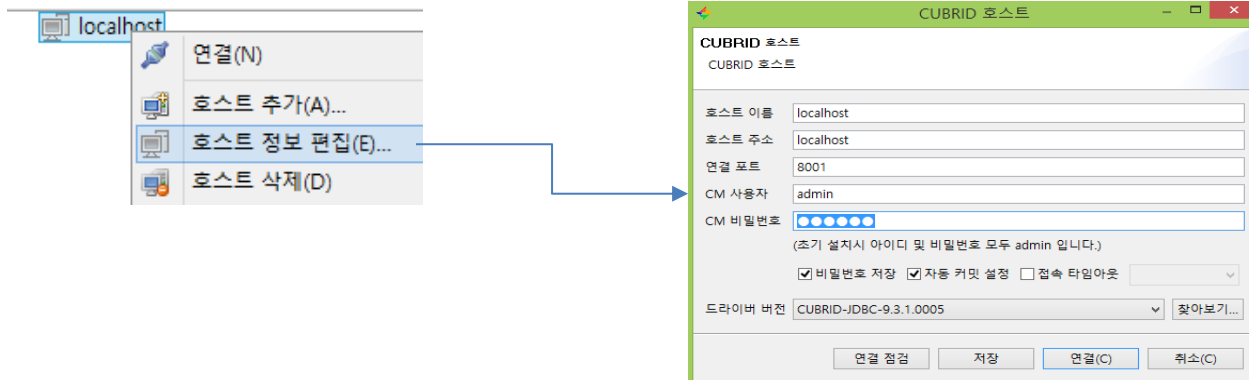 localhost
연결(N)
호스트 추가(A)...
호스트 정보 편집(E)...
호스트 삭제(D)
CUBRID 호스트
CUBRID 호스트
CUBRID 호스트
호스트 이름 localhost
호스트 주소 localhost
연결 포트 8001
CM 사용자 admin
CM 비밀번호 ●●●●●●
(초기 설치시 아이디 및 비밀번호 모두 admin 입니다.)
비밀번호 저장 자동 커밋 설정 접속 타임아웃
드라이버 버전 CUBRID-JDBC-9.3.1.0005 찾아보기...
연결 점검 저장 연결(C) 취소(C)